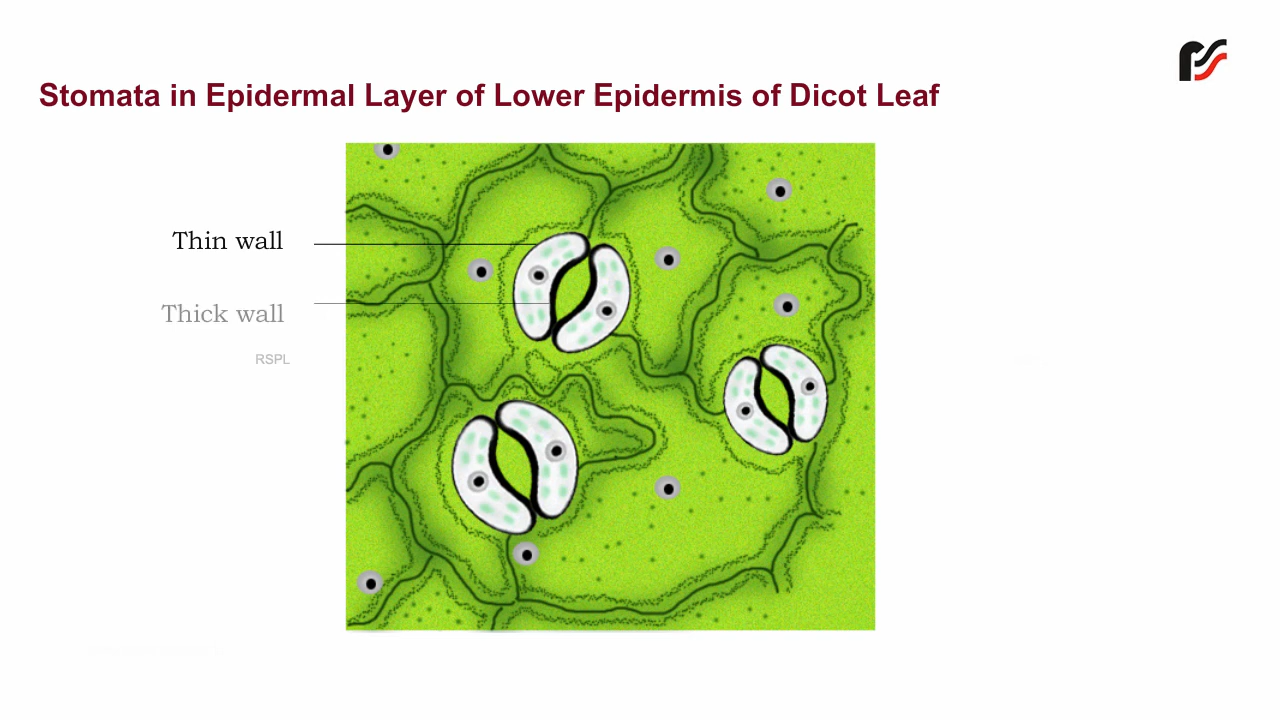 Stomata in Epidermal Layer of Lower Epidermis of Dicot Leaf
Thin wall
Thick wall
RSPL